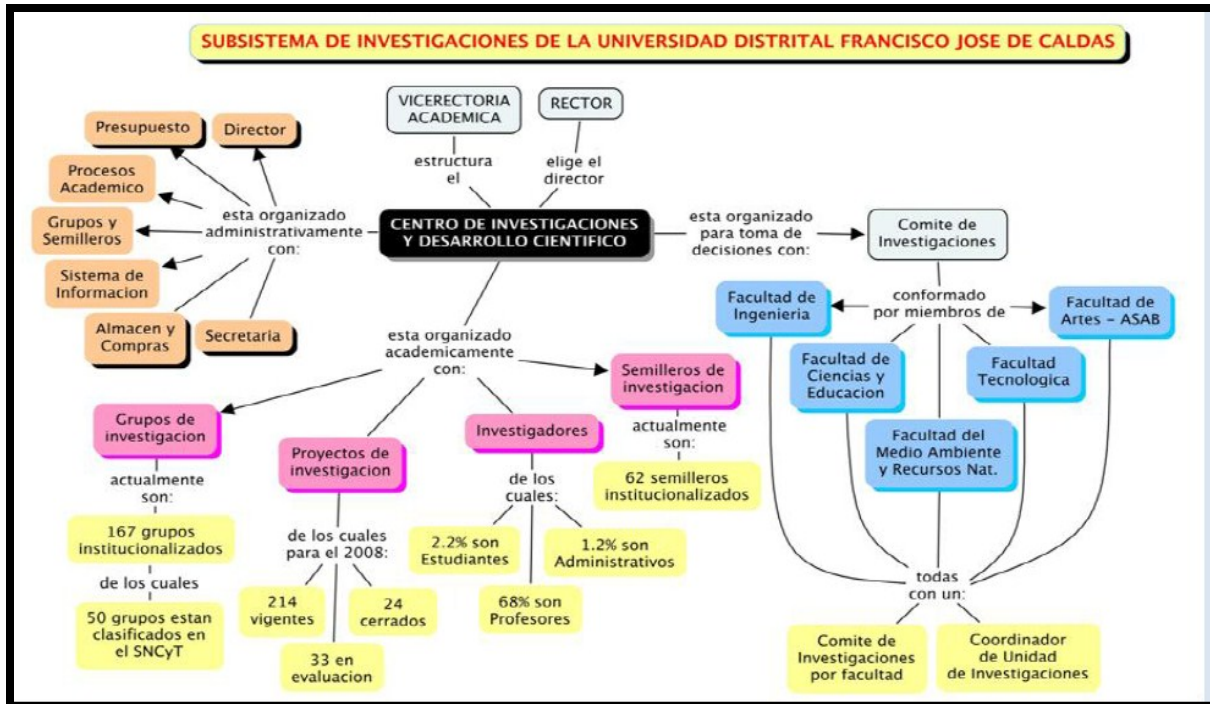 SUBSISTEMA DE INVESTIGACIONES DE LA UNIVERSIDAD DISTRITAL FRANCISCO JOSE DE CALDAS
VICERECTORIA
ACADEMICA
RECTOR
estructura
el
elige el
director
CENTRO DE INVESTIGACIONES
Y DESARROLLO CIENTIFICO
esta organizado
administrativamente
con:
Presupuesto
Director
Procesos
Academico
Grupos y
Semilleros
Sistema de
Informacion
Almacen y
Compras
Secretaria
esta organizado
para toma de
decisiones con:
Comite de
Investigaciones
conformado
por miembros de
Facultad de
Ingenieria
Facultad de
Ciencias y
Educacion
Facultad del
Medio Ambiente
y Recursos Nat.
Facultad
Tecnologica
Facultad de
Artes - ASAB
todas
con un:
Comite de
Investigaciones
por facultad
Coordinador
de Unidad
de Investigaciones
esta organizado
academicamente
con:
Grupos de
investigacion
actualmente
son:
167 grupos
institucionalizados
de los cuales
50 grupos estan
clasificados en
el SNCyT
Proyectos de
investigacion
de los cuales
para el 2008:
214
vigentes
33 en
evaluacion
24
cerrados
Investigadores
de los
cuales:
2.2% son
Estudiantes
68% son
Profesores
1.2% son
Administrativos
Semilleros de
investigacion
actualmente
son:
62 semilleros
institucionalizados